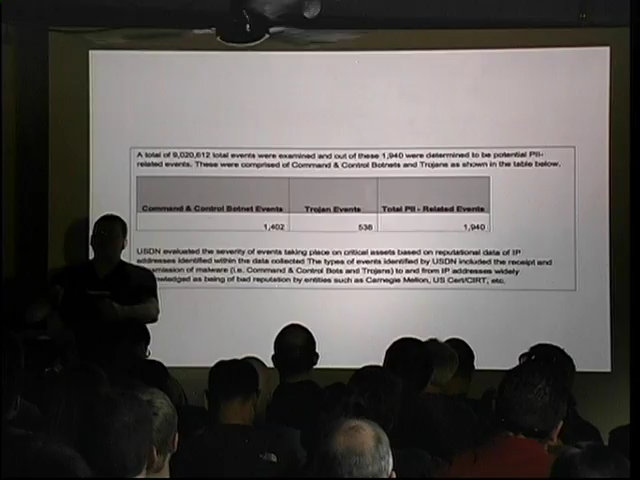 A total of 9,020,612 total events were examined and out of these 1,940 were determined to be potential PII-
related events. These were comprised of Command & Control Botnets and Trojans as shown in the table below.
Command & Control Botnet Events Trojan Events Total PII - Related Events
1,402 538 1,940
USDN evaluated the severity of events taking place on critical assets based on reputational data of IP
addresses identified within the data collected The types of events identified by USDN included the receipt and
mission of malware (i.e. Command & Control Bots and Trojans) to and from IP addresses widely
wledged as being of bad reputation by entities such as Carnegie Mellon, US Cert/CIRT, etc.